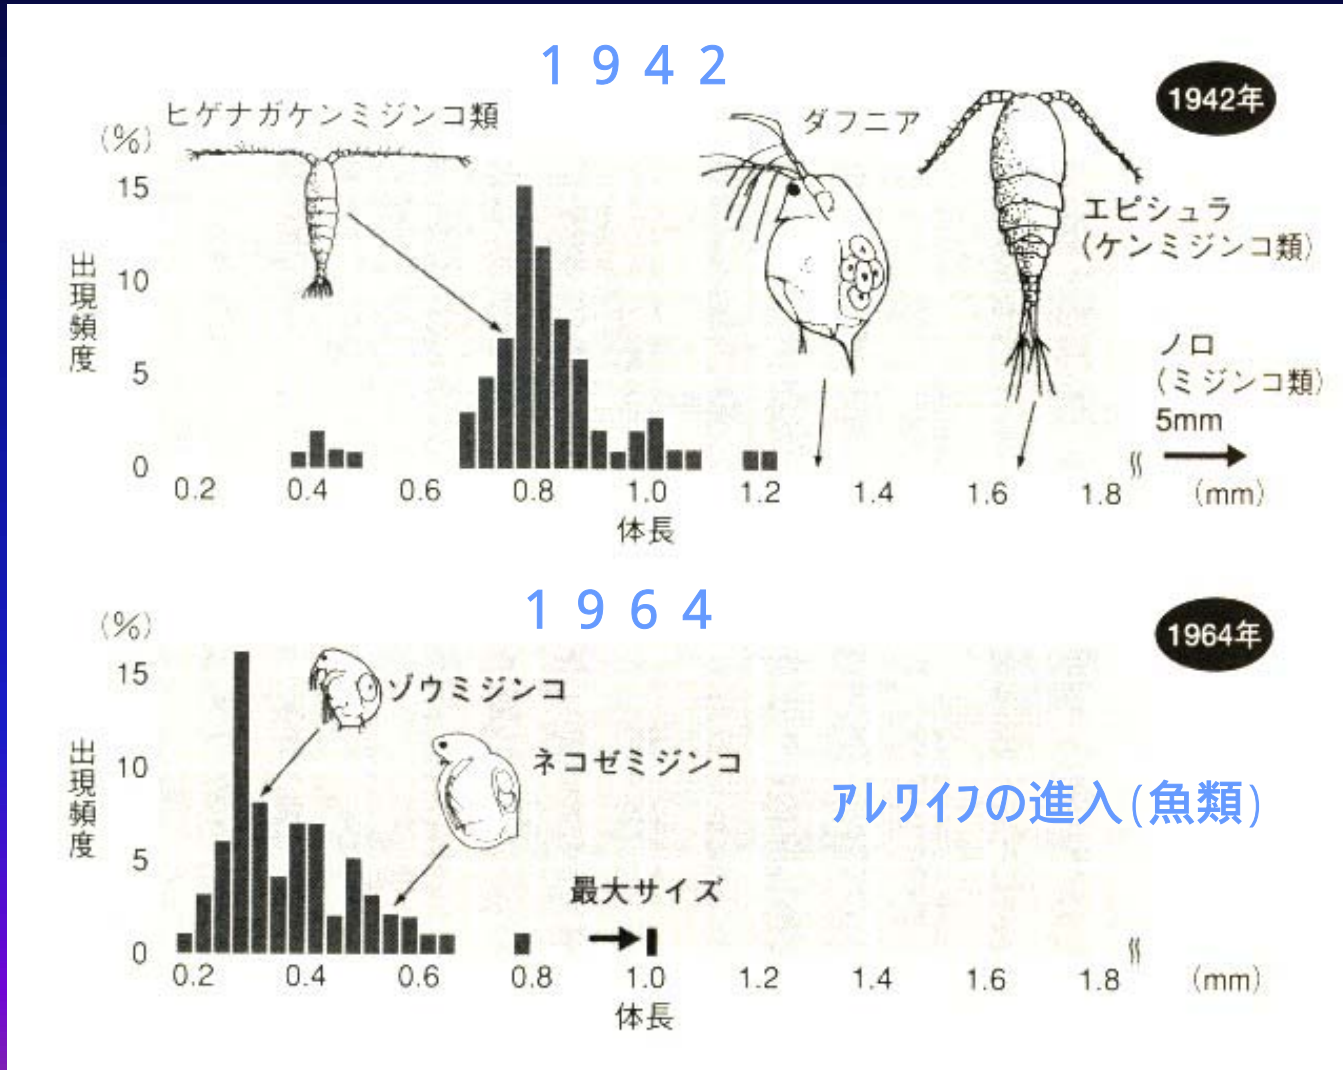 １９４２
1942年
ヒゲナガケンミジンコ類
ダフニア
(%)
15
エピシュラ
(ケンミジンコ類)
出現頻度
10
ノロ
(ミジンコ類)
5
5mm
0
0.2 0.4 0.6 0.8 1.0 1.2 1.4 1.6 1.8 (mm)
体長
１９６４
1964年
(%)
15
ゾウミジンコ
ネコゼミジンコ
出現頻度
10
ｱﾚﾜｲﾌの進入(魚類)
5
最大サイズ
0
0.2 0.4 0.6 0.8 1.0 1.2 1.4 1.6 1.8 (mm)
体長